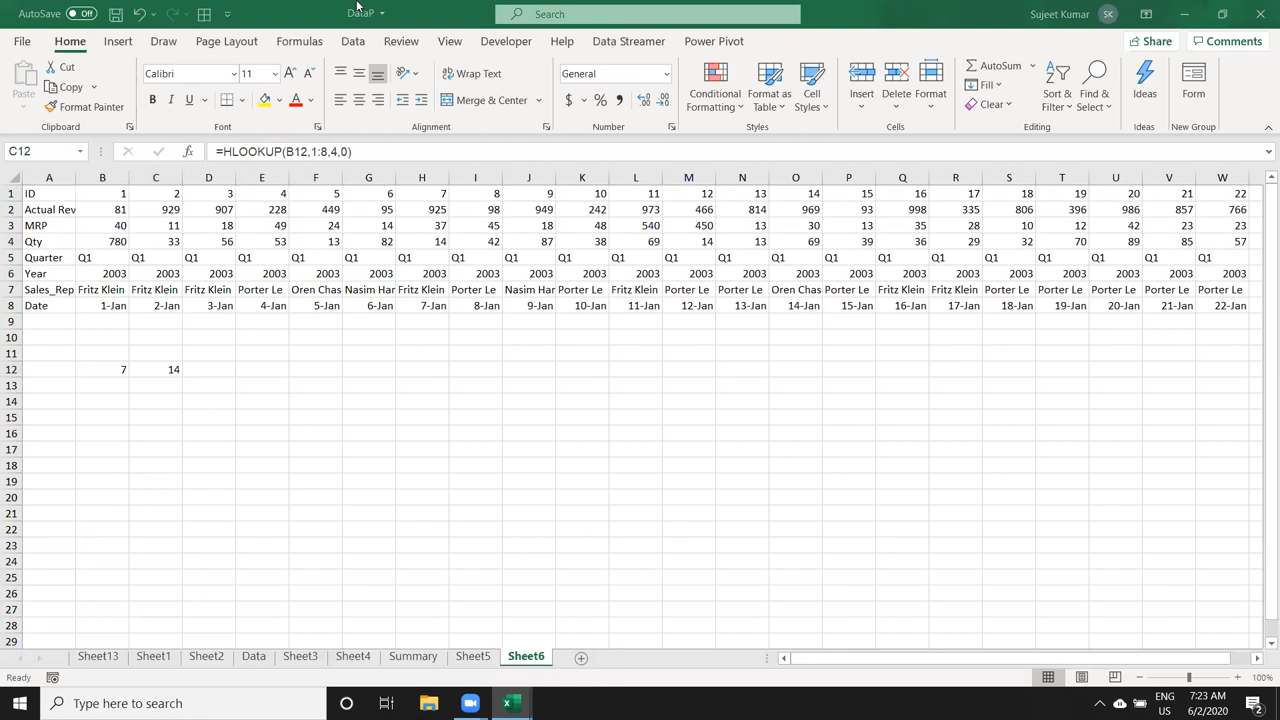 AutoSave Off DataP Search Sujeet Kumar SK
File Home Insert Draw Page Layout Formulas Data Review View Developer Help Data Streamer Power Pivot Share Comments
Paste Cut Copy Format Painter Clipboard
Calibri 11 B I U A Font
Wrap Text Merge & Center Alignment
General $ % , Number
Conditional Formatting Format as Table Cell Styles Styles
Insert Delete Format Cells
AutoSum Fill Clear Sort & Filter Find & Select Editing
Ideas Ideas
Form New Group
C12 fx =HLOOKUP(B12,1:8,4,0)
A B C D E F G H I J K L M N O P Q R S T U V W
1 ID 1 2 3 4 5 6 7 8 9 10 11 12 13 14 15 16 17 18 19 20 21 22
2 Actual Rev 81 929 907 228 449 95 925 98 949 242 973 466 814 969 93 998 335 806 396 986 857 766
3 MRP 40 11 18 49 24 14 37 45 18 48 540 450 13 30 13 35 28 10 12 42 23 23
4 Qty 780 33 56 53 13 82 14 42 87 38 69 14 13 69 39 36 29 32 70 89 85 57
5 Quarter Q1 Q1 Q1 Q1 Q1 Q1 Q1 Q1 Q1 Q1 Q1 Q1 Q1 Q1 Q1 Q1 Q1 Q1 Q1 Q1 Q1 Q1
6 Year 2003 2003 2003 2003 2003 2003 2003 2003 2003 2003 2003 2003 2003 2003 2003 2003 2003 2003 2003 2003 2003 2003
7 Sales_Rep Fritz Klein Fritz Klein Fritz Klein Porter Le Oren Chas Nasim Har Fritz Klein Porter Le Nasim Har Porter Le Fritz Klein Porter Le Porter Le Oren Chas Porter Le Fritz Klein Fritz Klein Porter Le Porter Le Porter Le Porter Le Porter Le
8 Date 1-Jan 2-Jan 3-Jan 4-Jan 5-Jan 6-Jan 7-Jan 8-Jan 9-Jan 10-Jan 11-Jan 12-Jan 13-Jan 14-Jan 15-Jan 16-Jan 17-Jan 18-Jan 19-Jan 20-Jan 21-Jan 22-Jan
9
10
11
12 7 14
13
14
15
16
17
18
19
20
21
22
23
24
25
26
27
28
29
Sheet13 Sheet1 Sheet2 Data Sheet3 Sheet4 Summary Sheet5 Sheet6
Ready 100%
Type here to search ENG US 7:23 AM 6/2/2020 2